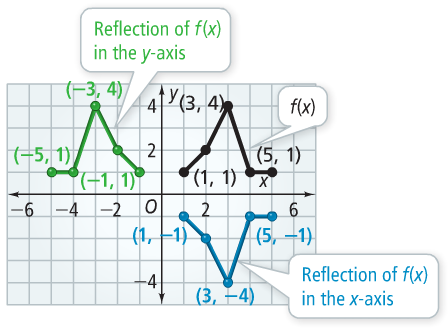 Reflection of f(x)
in the y-axis
(−3, 4)
4
y
(3, 4)
f(x)
(−5, 1)
2
(5, 1)
(−1, 1)
(1, 1)
x
−6
−4
−2
O
2
6
(1, −1)
(5, −1)
−4
(3, −4)
Reflection of f(x)
in the x-axis